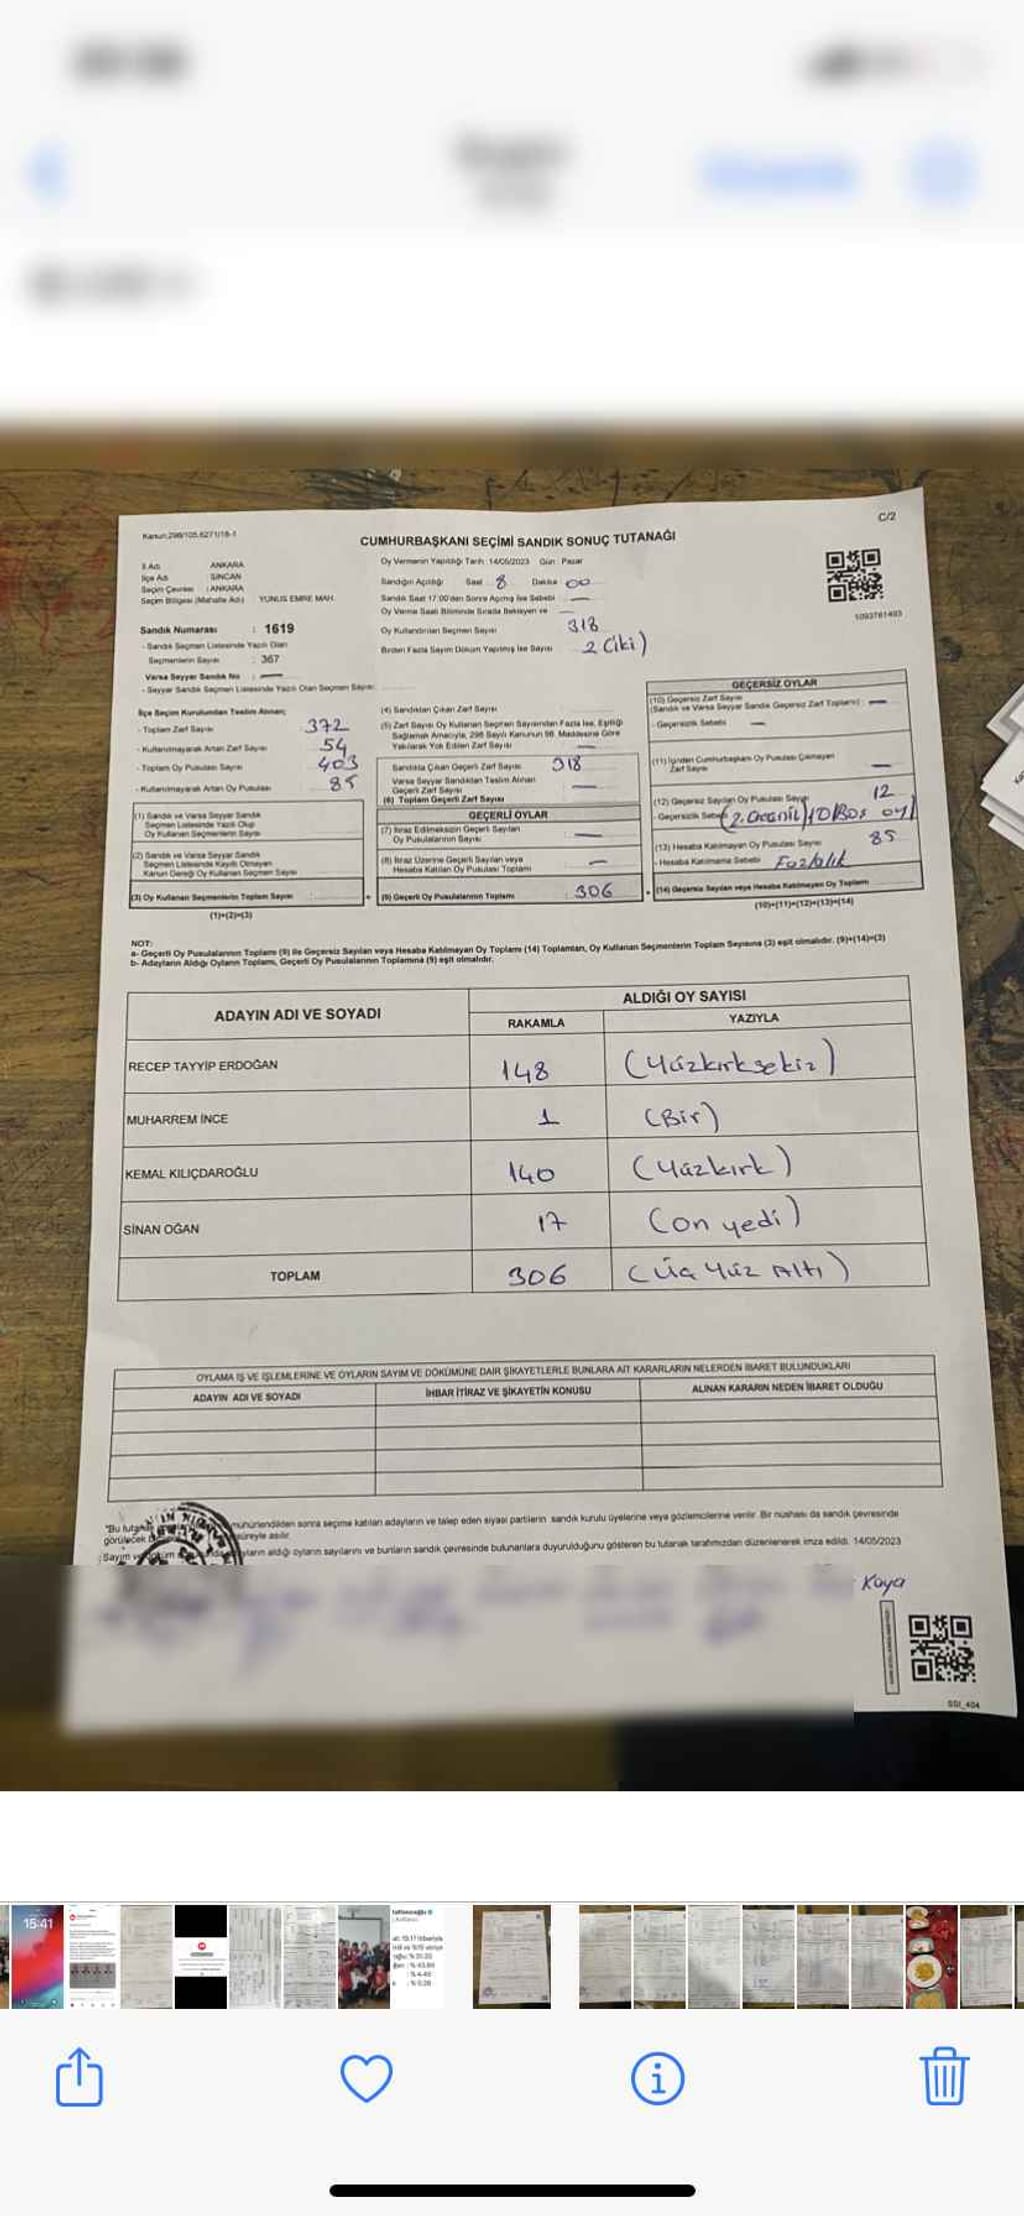 Kanun:298/105,6271/18-1
C/2
CUMHURBAŞKANI SEÇİMİ SANDIK SONUÇ TUTANAĞI
İl Adı ANKARA
İlçe Adı SİNCAN
Seçim Çevresi : ANKARA
Seçim Bölgesi (Mahalle Adı) YUNUS EMRE MAH.
Oy Vermenin Yapıldığı Tarih :14/05/2023 Gün : Pazar
Sandığın Açıldığı Saat 8 Dakika 00
Sandık Saat 17:00'den Sonra Açılmış İse Sebebi —
Oy Verme Saati Bitiminde Sırada Bekleyen ve —
Oy Kullandırılan Seçmen Sayısı 318
Birden Fazla Sayım Döküm Yapılmış İse Sayısı 2 (iki)
1093761493
Sandık Numarası : 1619
- Sandık Seçmen Listesinde Yazılı Olan
Seçmenlerin Sayısı : 367
Varsa Seyyar Sandık No : —
- Seyyar Sandık Seçmen Listesinde Yazılı Olan Seçmen Sayısı:
İlçe Seçim Kurulundan Teslim Alınan;
- Toplam Zarf Sayısı 372
- Kullanılmayarak Artan Zarf Sayısı 54
- Toplam Oy Pusulası Sayısı 403
- Kullanılmayarak Artan Oy Pusulası 85
(1) Sandık ve Varsa Seyyar Sandık
Seçmen Listesinde Yazılı Olup
Oy Kullanan Seçmenlerin Sayısı
(2) Sandık ve Varsa Seyyar Sandık
Seçmen Listesinde Kayıtlı Olmayan
Kanun Gereği Oy Kullanan Seçmen Sayısı
(3) Oy Kullanan Seçmenlerin Toplam Sayısı
(1)+(2)=(3)
(4) Sandıktan Çıkan Zarf Sayısı
(5) Zarf Sayısı Oy Kullanan Seçmen Sayısından Fazla İse, Eşitliği
Sağlamak Amacıyla, 298 Sayılı Kanunun 98. Maddesine Göre
Yakılarak Yok Edilen Zarf Sayısı —
Sandıkta Çıkan Geçerli Zarf Sayısı 318
Varsa Seyyar Sandıktan Teslim Alınan
Geçerli Zarf Sayısı —
(6) Toplam Geçerli Zarf Sayısı
GEÇERLİ OYLAR
(7) İtiraz Edilmeksizin Geçerli Sayılan
Oy Pusulalarının Sayısı —
(8) İtiraz Üzerine Geçerli Sayılan veya
Hesaba Katılan Oy Pusulası Toplamı —
(9) Geçerli Oy Pusulalarının Toplamı : 306
GEÇERSİZ OYLAR
(10) Geçersiz Zarf Sayısı
(Sandık ve Varsa Seyyar Sandık Geçersiz Zarf Toplamı) : —
- Geçersizlik Sebebi —
(11) İçinden Cumhurbaşkanı Oy Pusulası Çıkmayan
Zarf Sayısı —
(12) Geçersiz Sayılan Oy Pusulası Sayısı 12
- Geçersizlik Sebebi 10 Boş oy)
(13) Hesaba Katılmayan Oy Pusulası Sayısı 85
- Hesaba Katılmama Sebebi Fazlalık
(14) Geçersiz Sayılan veya Hesaba Katılmayan Oy Toplamı
(10)+(11)+(12)+(13)=(14)
NOT:
a- Geçerli Oy Pusulalarının Toplamı (9) ile Geçersiz Sayılan veya Hesaba Katılmayan Oy Toplamı (14) Toplamları, Oy Kullanan Seçmenlerin Toplam Sayısına (3) eşit olmalıdır. (9)+(14)=(3)
b- Adayların Aldığı Oyların Toplamı, Geçerli Oy Pusulalarının Toplamına (9) eşit olmalıdır.
ADAYIN ADI VE SOYADI
ALDIĞI OY SAYISI
RAKAMLA YAZIYLA
RECEP TAYYİP ERDOĞAN 148 (Yüzkırksekiz)
MUHARREM İNCE 1 (Bir)
KEMAL KILIÇDAROĞLU 140 (Yüzkırk)
SİNAN OĞAN 17 (on yedi)
TOPLAM 306 (Üç Yüz Altı)
OYLAMA İŞ VE İŞLEMLERİNE VE OYLARIN SAYIM VE DÖKÜMÜNE DAİR ŞİKAYETLERLE BUNLARA AİT KARARLARIN NELERDEN İBARET BULUNDUKLARI
ADAYIN ADI VE SOYADI İHBAR İTİRAZ VE ŞİKAYETİN KONUSU ALINAN KARARIN NEDEN İBARET OLDUĞU
"Bu mühürlendikten sonra seçime katılan adayların ve talep eden siyasi partilerin sandık kurulu üyelerine veya gözlemcilerine verilir. Bir nüshası da sandık çevresinde
görülecek süreyle asılır.
Sayım aldığı oyların sayılarını ve bunların sandık çevresinde bulunanlara duyurulduğunu gösteren bu tutanak tarafımızdan düzenlenerek imza edildi. 14/05/2023
Kaya
SSI_404
15:41